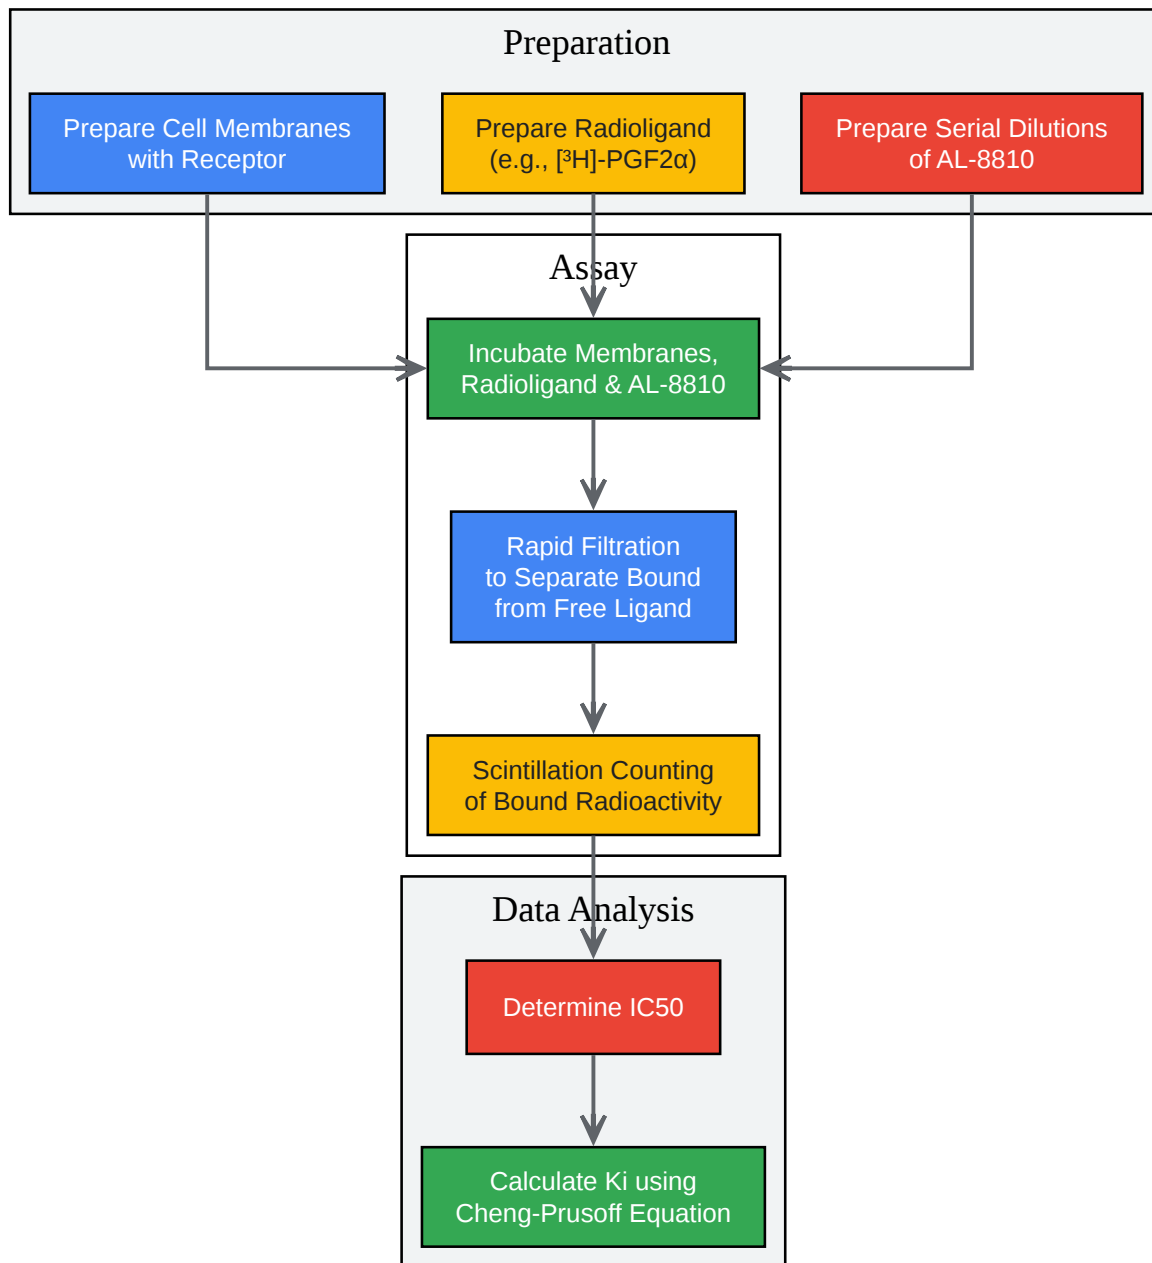 Preparation
Prepare Cell Membranes
with Receptor
Prepare Radioligand
(e.g., [³H]-PGF2α)
Prepare Serial Dilutions
of AL-8810
Assay
Incubate Membranes,
Radioligand & AL-8810
Rapid Filtration
to Separate Bound
from Free Ligand
Scintillation Counting
of Bound Radioactivity
Data Analysis
Determine IC50
Calculate Ki using
Cheng-Prusoff Equation